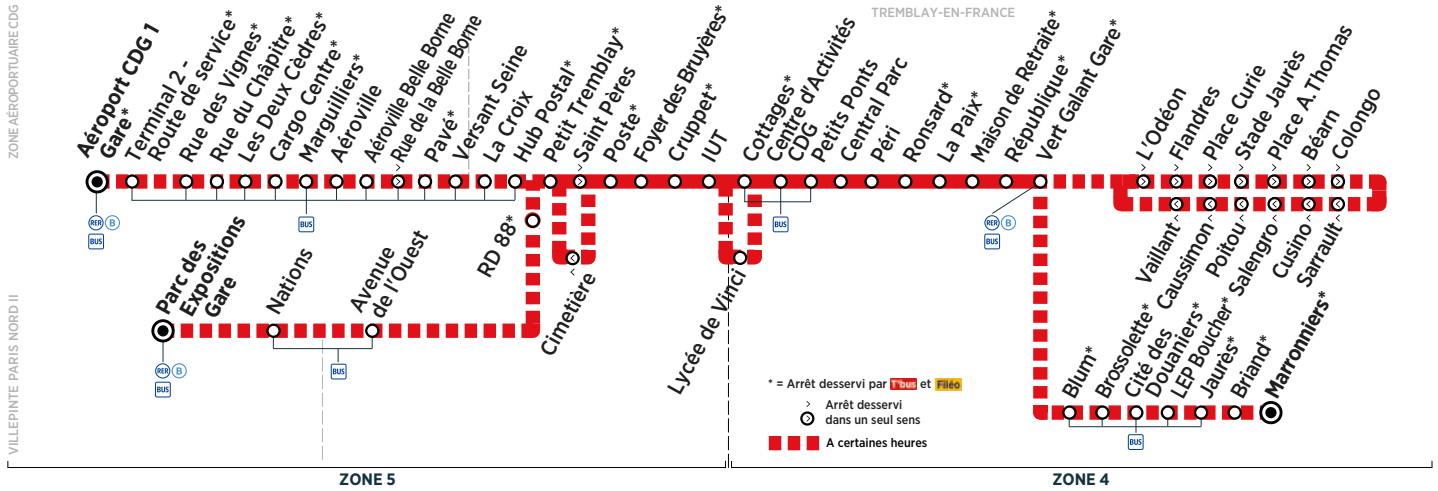 ZONE AÉROPORTUAIRE CDG
TREMBLAY-EN-FRANCE
VILLEPINTE PARIS NORD II
Aéroport CDG 1
Gare*
Terminal 2 -
Route de service*
Rue des Vignes*
Rue du Châpitre*
Les Deux Cèdres*
Cargo Centre*
Marguilliers*
Aéroville
Aéroville Belle Borne
Rue de la Belle Borne
Pavé*
Versant Seine
La Croix
Hub Postal*
Petit Tremblay*
Saint Pères
Poste*
Foyer des Bruyères*
Cruppet*
IUT
Cottages*
Centre d'Activités
CDG
Petits Ponts
Central Parc
Péri
Ronsard*
La Paix*
Maison de Retraite*
République*
Vert Galant Gare*
L'Odéon
Flandres
Place Curie
Stade Jaurès
Place A.Thomas
Béarn
Colongo
RER B
BUS
BUS
BUS
RER B
BUS
Vaillant
Caussimon
Poitou
Salengro
Cusino
Sarrault
RD 88*
Cimetière
Lycée de Vinci
Parc des
Expositions
Gare
Nations
Avenue
de l'Ouest
RER B
BUS
BUS
Blum*
Brossolette*
Cité des
Douaniers*
LEP Boucher*
Jaurès*
Briand*
Marronniers*
BUS
* = Arrêt desservi par T'bus et Filéo
Arrêt desservi
dans un seul sens
A certaines heures
ZONE 5
ZONE 4